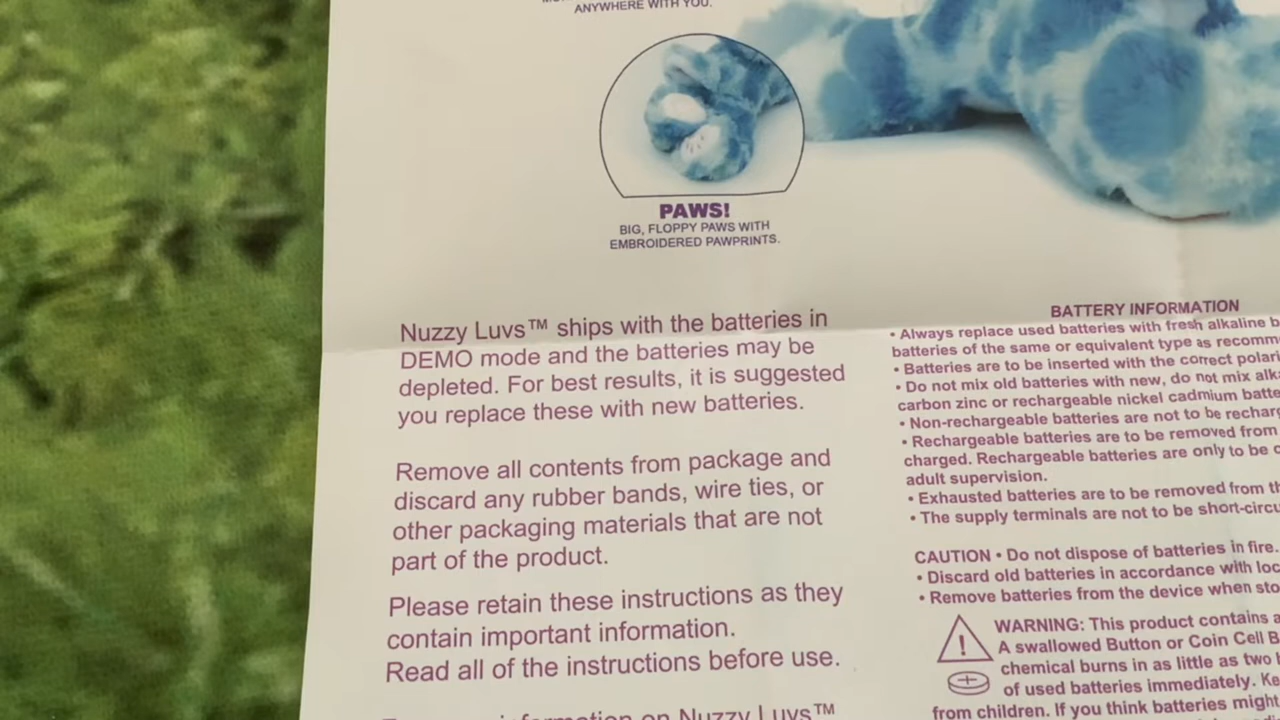 ANYWHERE WITH YOU.
PAWS!
BIG, FLOPPY PAWS WITH
EMBROIDERED PAWPRINTS.
Nuzzy Luvs™ ships with the batteries in
DEMO mode and the batteries may be
depleted. For best results, it is suggested
you replace these with new batteries.
Remove all contents from package and
discard any rubber bands, wire ties, or
other packaging materials that are not
part of the product.
Please retain these instructions as they
contain important information.
Read all of the instructions before use.
information on Nuzzy Luvs™
BATTERY INFORMATION
• Always replace used batteries with fresh alkaline
batteries of the same or equivalent type as
• Batteries are to be inserted with the correct
• Do not mix old batteries with new, do not mix
carbon zinc or rechargeable nickel cadmium
• Non-rechargeable batteries are not to be
• Rechargeable batteries are to be removed from
charged. Rechargeable batteries are only to be
adult supervision.
• Exhausted batteries are to be removed from
• The supply terminals are not to be
CAUTION • Do not dispose of batteries in fire.
• Discard old batteries in accordance with
• Remove batteries from the device when
WARNING: This product contains
A swallowed Button or Coin Cell
chemical burns in as little as two
of used batteries immediately.
from children. If you think batteries might